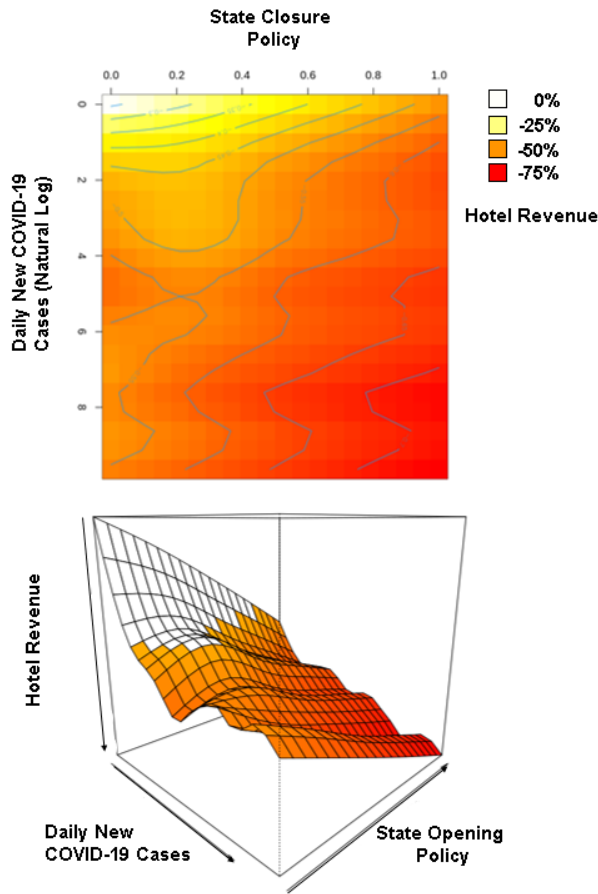 State Closure
Policy
0.0 0.2 0.4 0.6 0.8 1.0
0
2
4
6
8
Daily New COVID-19
Cases (Natural Log)
0%
-25%
-50%
-75%
Hotel Revenue
Hotel Revenue
Daily New
COVID-19 Cases
State Opening
Policy